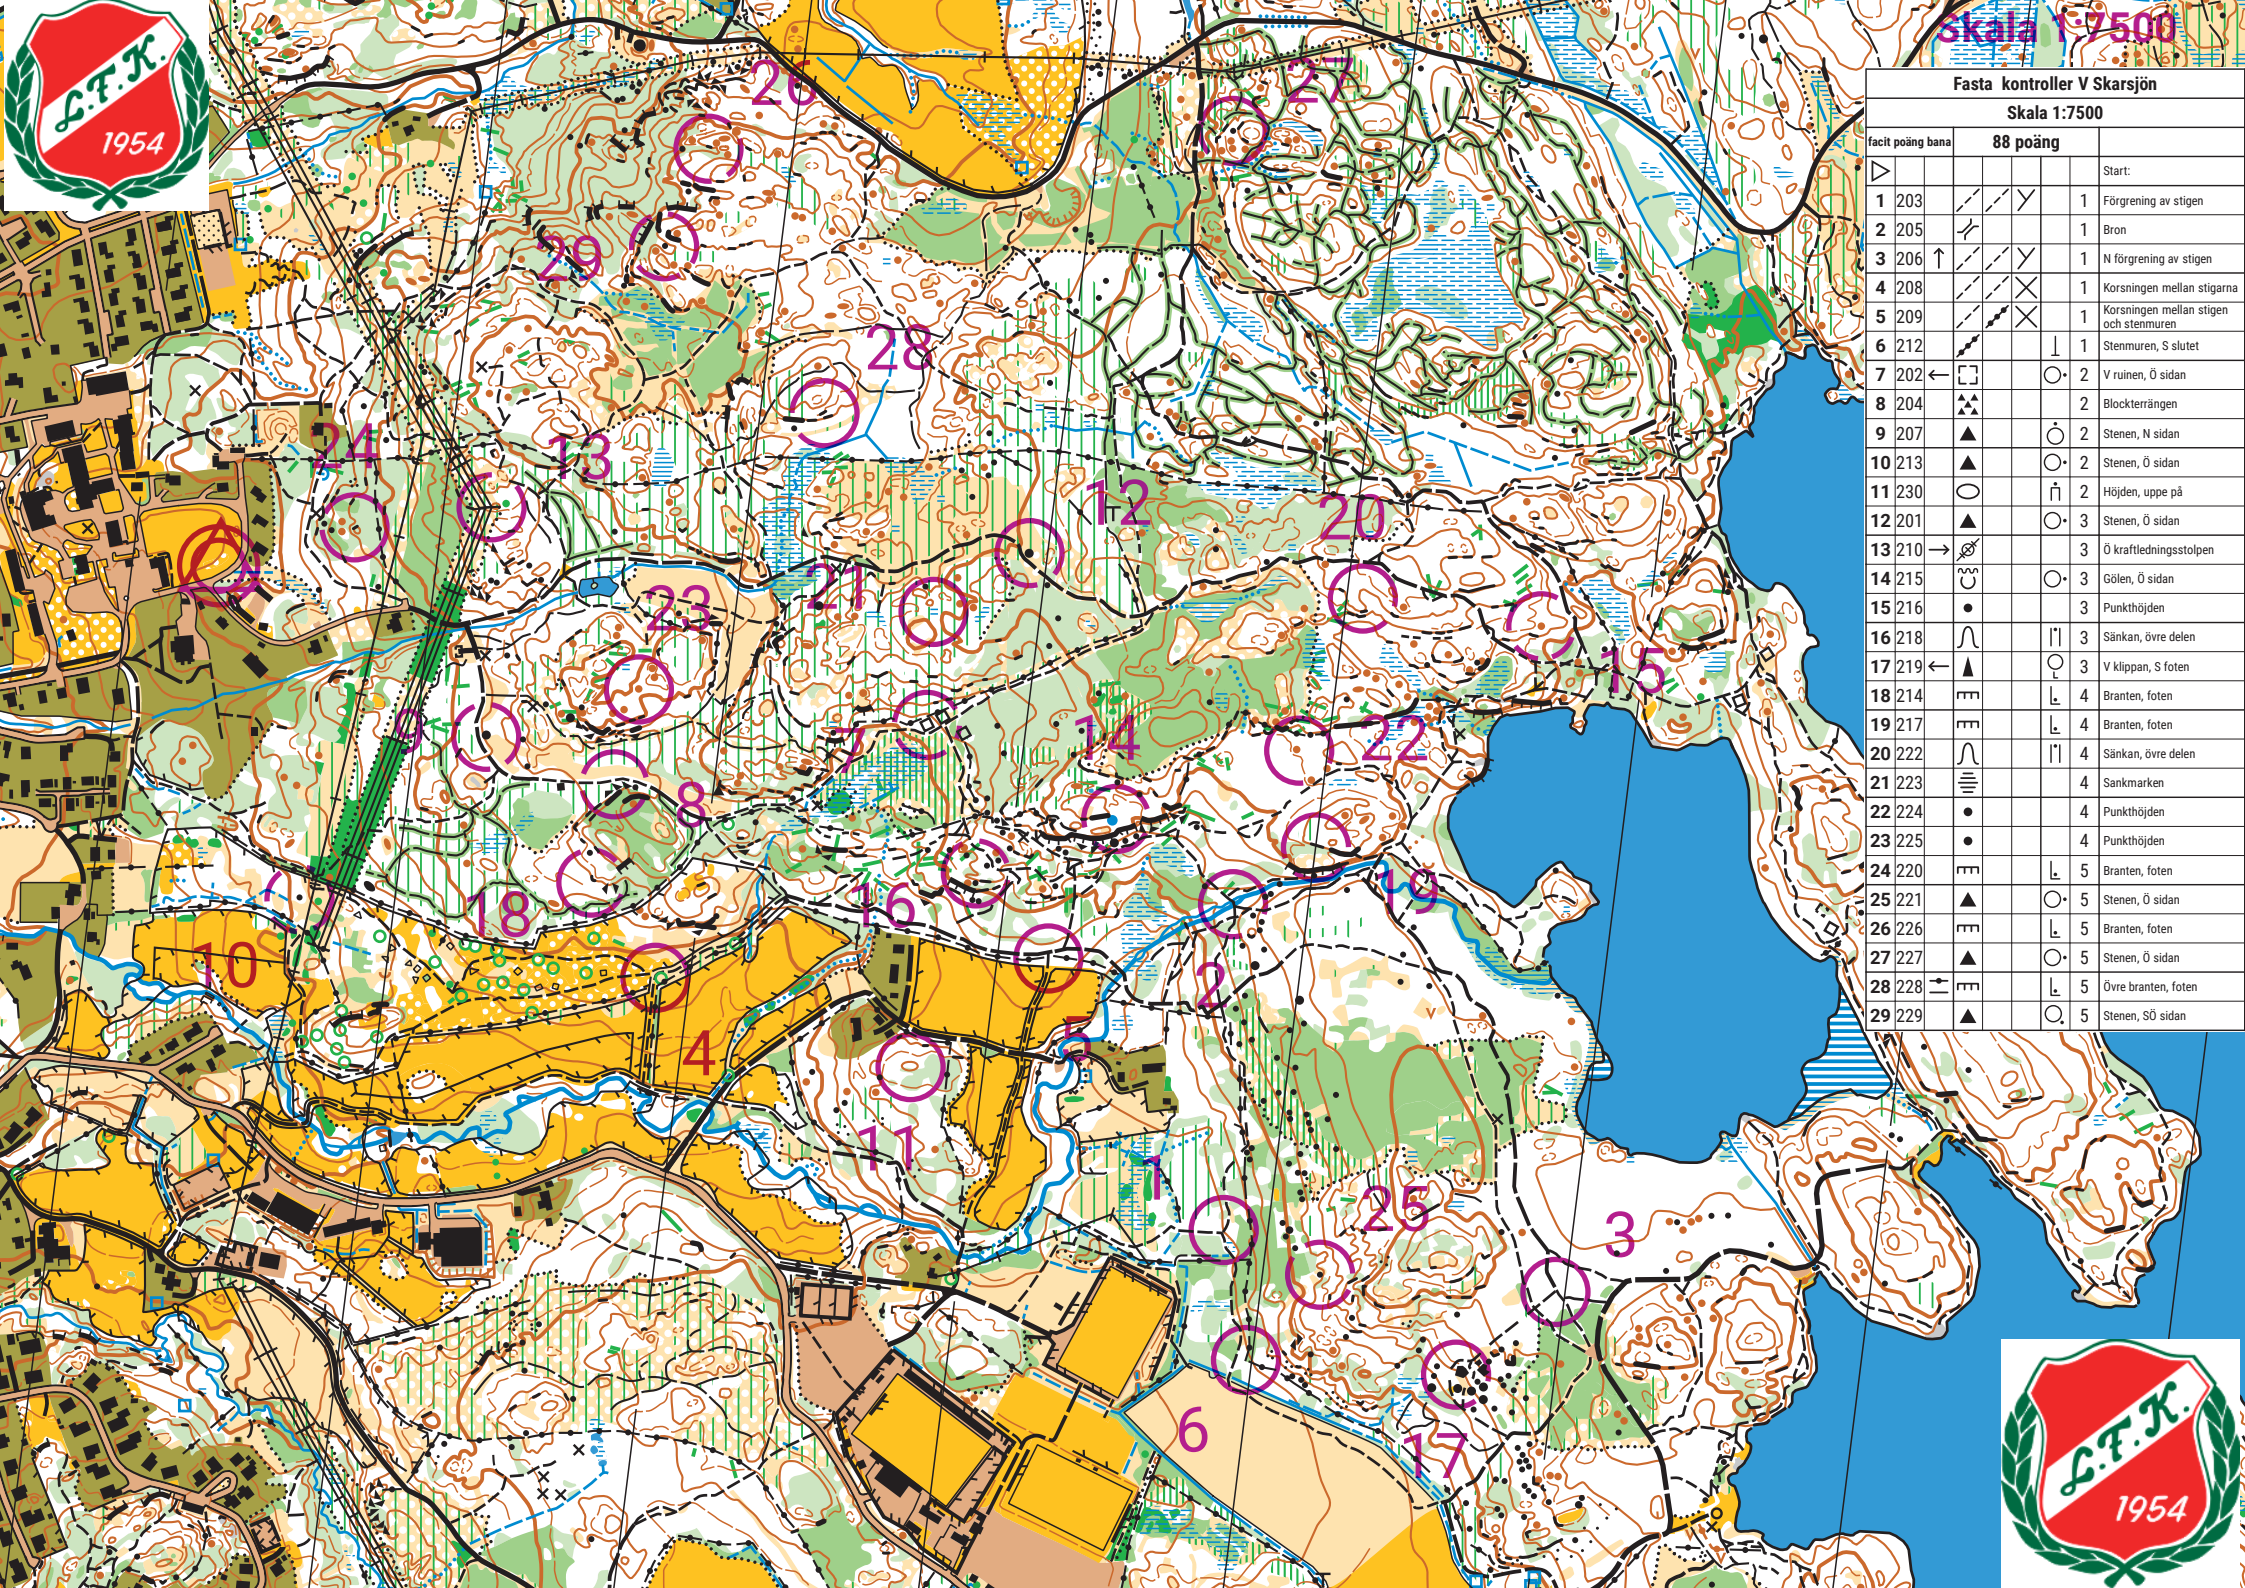 L.F.K.
1954
Skala 1:7500
Fasta kontroller V Skarsjön
Skala 1:7500
facit poäng bana 88 poäng
Start:
1 203 1 Förgrening av stigen
2 205 1 Bron
3 206 1 N förgrening av stigen
4 208 1 Korsningen mellan stigarna
5 209 1 Korsningen mellan stigen
och stenmuren
6 212 1 Stenmuren, S slutet
7 202 2 V ruinen, Ö sidan
8 204 2 Blockterrängen
9 207 2 Stenen, N sidan
10 213 2 Stenen, Ö sidan
11 230 2 Höjden, uppe på
12 201 3 Stenen, Ö sidan
13 210 3 Ö kraftledningsstolpen
14 215 3 Gölen, Ö sidan
15 216 3 Punkthöjden
16 218 3 Sänkan, övre delen
17 219 3 V klippan, S foten
18 214 4 Branten, foten
19 217 4 Branten, foten
20 222 4 Sänkan, övre delen
21 223 4 Sankmarken
22 224 4 Punkthöjden
23 225 4 Punkthöjden
24 220 5 Branten, foten
25 221 5 Stenen, Ö sidan
26 226 5 Branten, foten
27 227 5 Stenen, Ö sidan
28 228 5 Övre branten, foten
29 229 5 Stenen, SÖ sidan
26
27
29
28
24
13
12
20
21
23
15
9
7
14
22
8
18
16
19
10
2
4
5
11
1
25
3
6
17
L.F.K.
1954